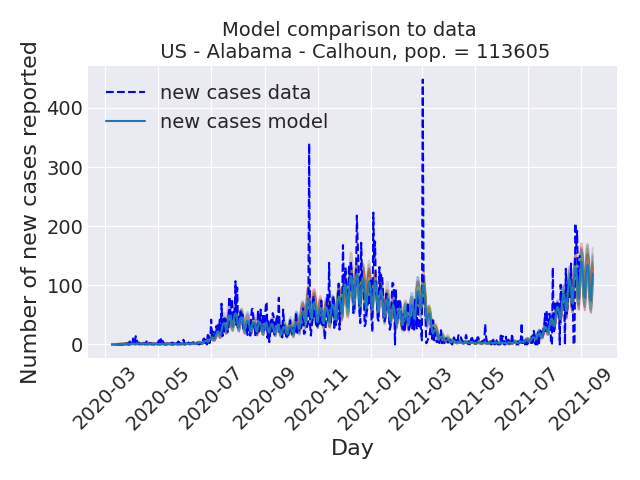 Model comparison to data
US - Alabama - Calhoun, pop. = 113605
Number of new cases reported
400
300
200
100
0
new cases data
new cases model
2020-03
2020-05
2020-07
2020-09
2020-11
2021-01
2021-03
2021-05
2021-07
2021-09
Day